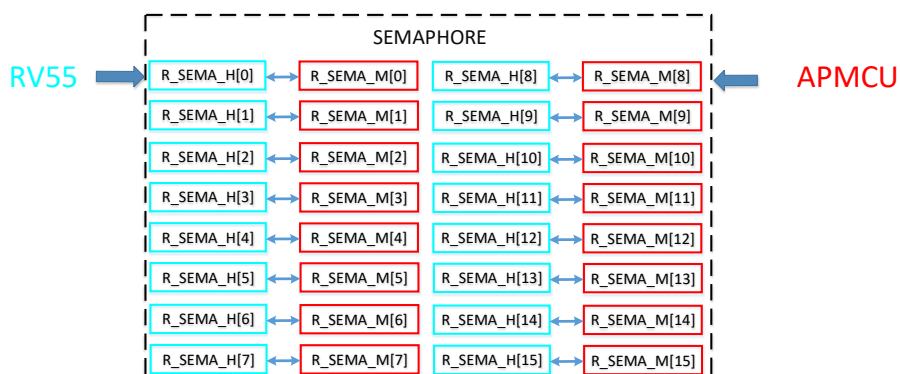 SEMAPHORE
RV55
APMCU
R_SEMA_H[0] R_SEMA_M[0] R_SEMA_H[8] R_SEMA_M[8]
R_SEMA_H[1] R_SEMA_M[1] R_SEMA_H[9] R_SEMA_M[9]
R_SEMA_H[2] R_SEMA_M[2] R_SEMA_H[10] R_SEMA_M[10]
R_SEMA_H[3] R_SEMA_M[3] R_SEMA_H[11] R_SEMA_M[11]
R_SEMA_H[4] R_SEMA_M[4] R_SEMA_H[12] R_SEMA_M[12]
R_SEMA_H[5] R_SEMA_M[5] R_SEMA_H[13] R_SEMA_M[13]
R_SEMA_H[6] R_SEMA_M[6] R_SEMA_H[14] R_SEMA_M[14]
R_SEMA_H[7] R_SEMA_M[7] R_SEMA_H[15] R_SEMA_M[15]